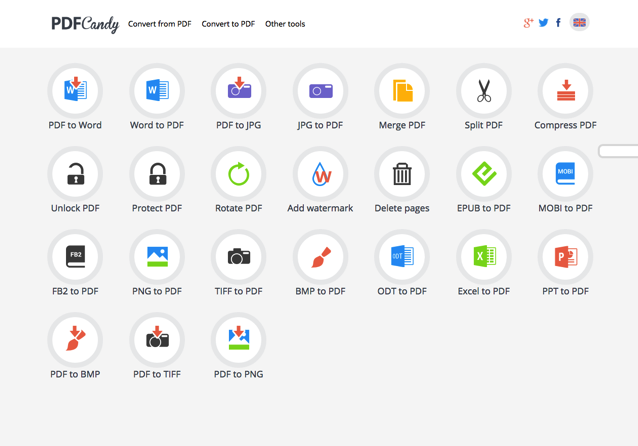 PDFCandy Convert from PDF Convert to PDF Other tools g+ f
W W
PDF to Word Word to PDF PDF to JPG JPG to PDF Merge PDF Split PDF Compress PDF
W MOBI
Unlock PDF Protect PDF Rotate PDF Add watermark Delete pages EPUB to PDF MOBI to PDF
FB2 IOT X P
FB2 to PDF PNG to PDF TIFF to PDF BMP to PDF ODT to PDF Excel to PDF PPT to PDF
PDF to BMP PDF to TIFF PDF to PNG